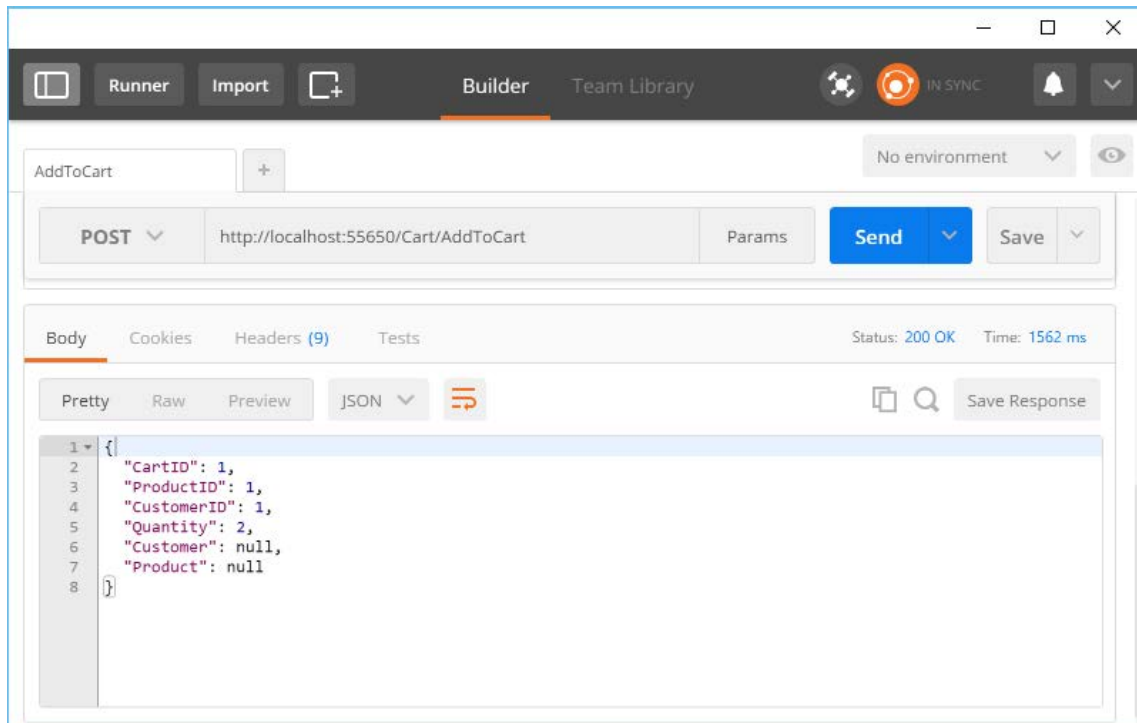 Runner Import Builder Team Library IN SYNC
No environment
AddToCart +
POST http://localhost:55650/Cart/AddToCart Params Send Save
Body Cookies Headers (9) Tests Status: 200 OK Time: 1562 ms
Pretty Raw Preview JSON Save Response
1 {
2 "CartID": 1,
3 "ProductID": 1,
4 "CustomerID": 1,
5 "Quantity": 2,
6 "Customer": null,
7 "Product": null
8 }